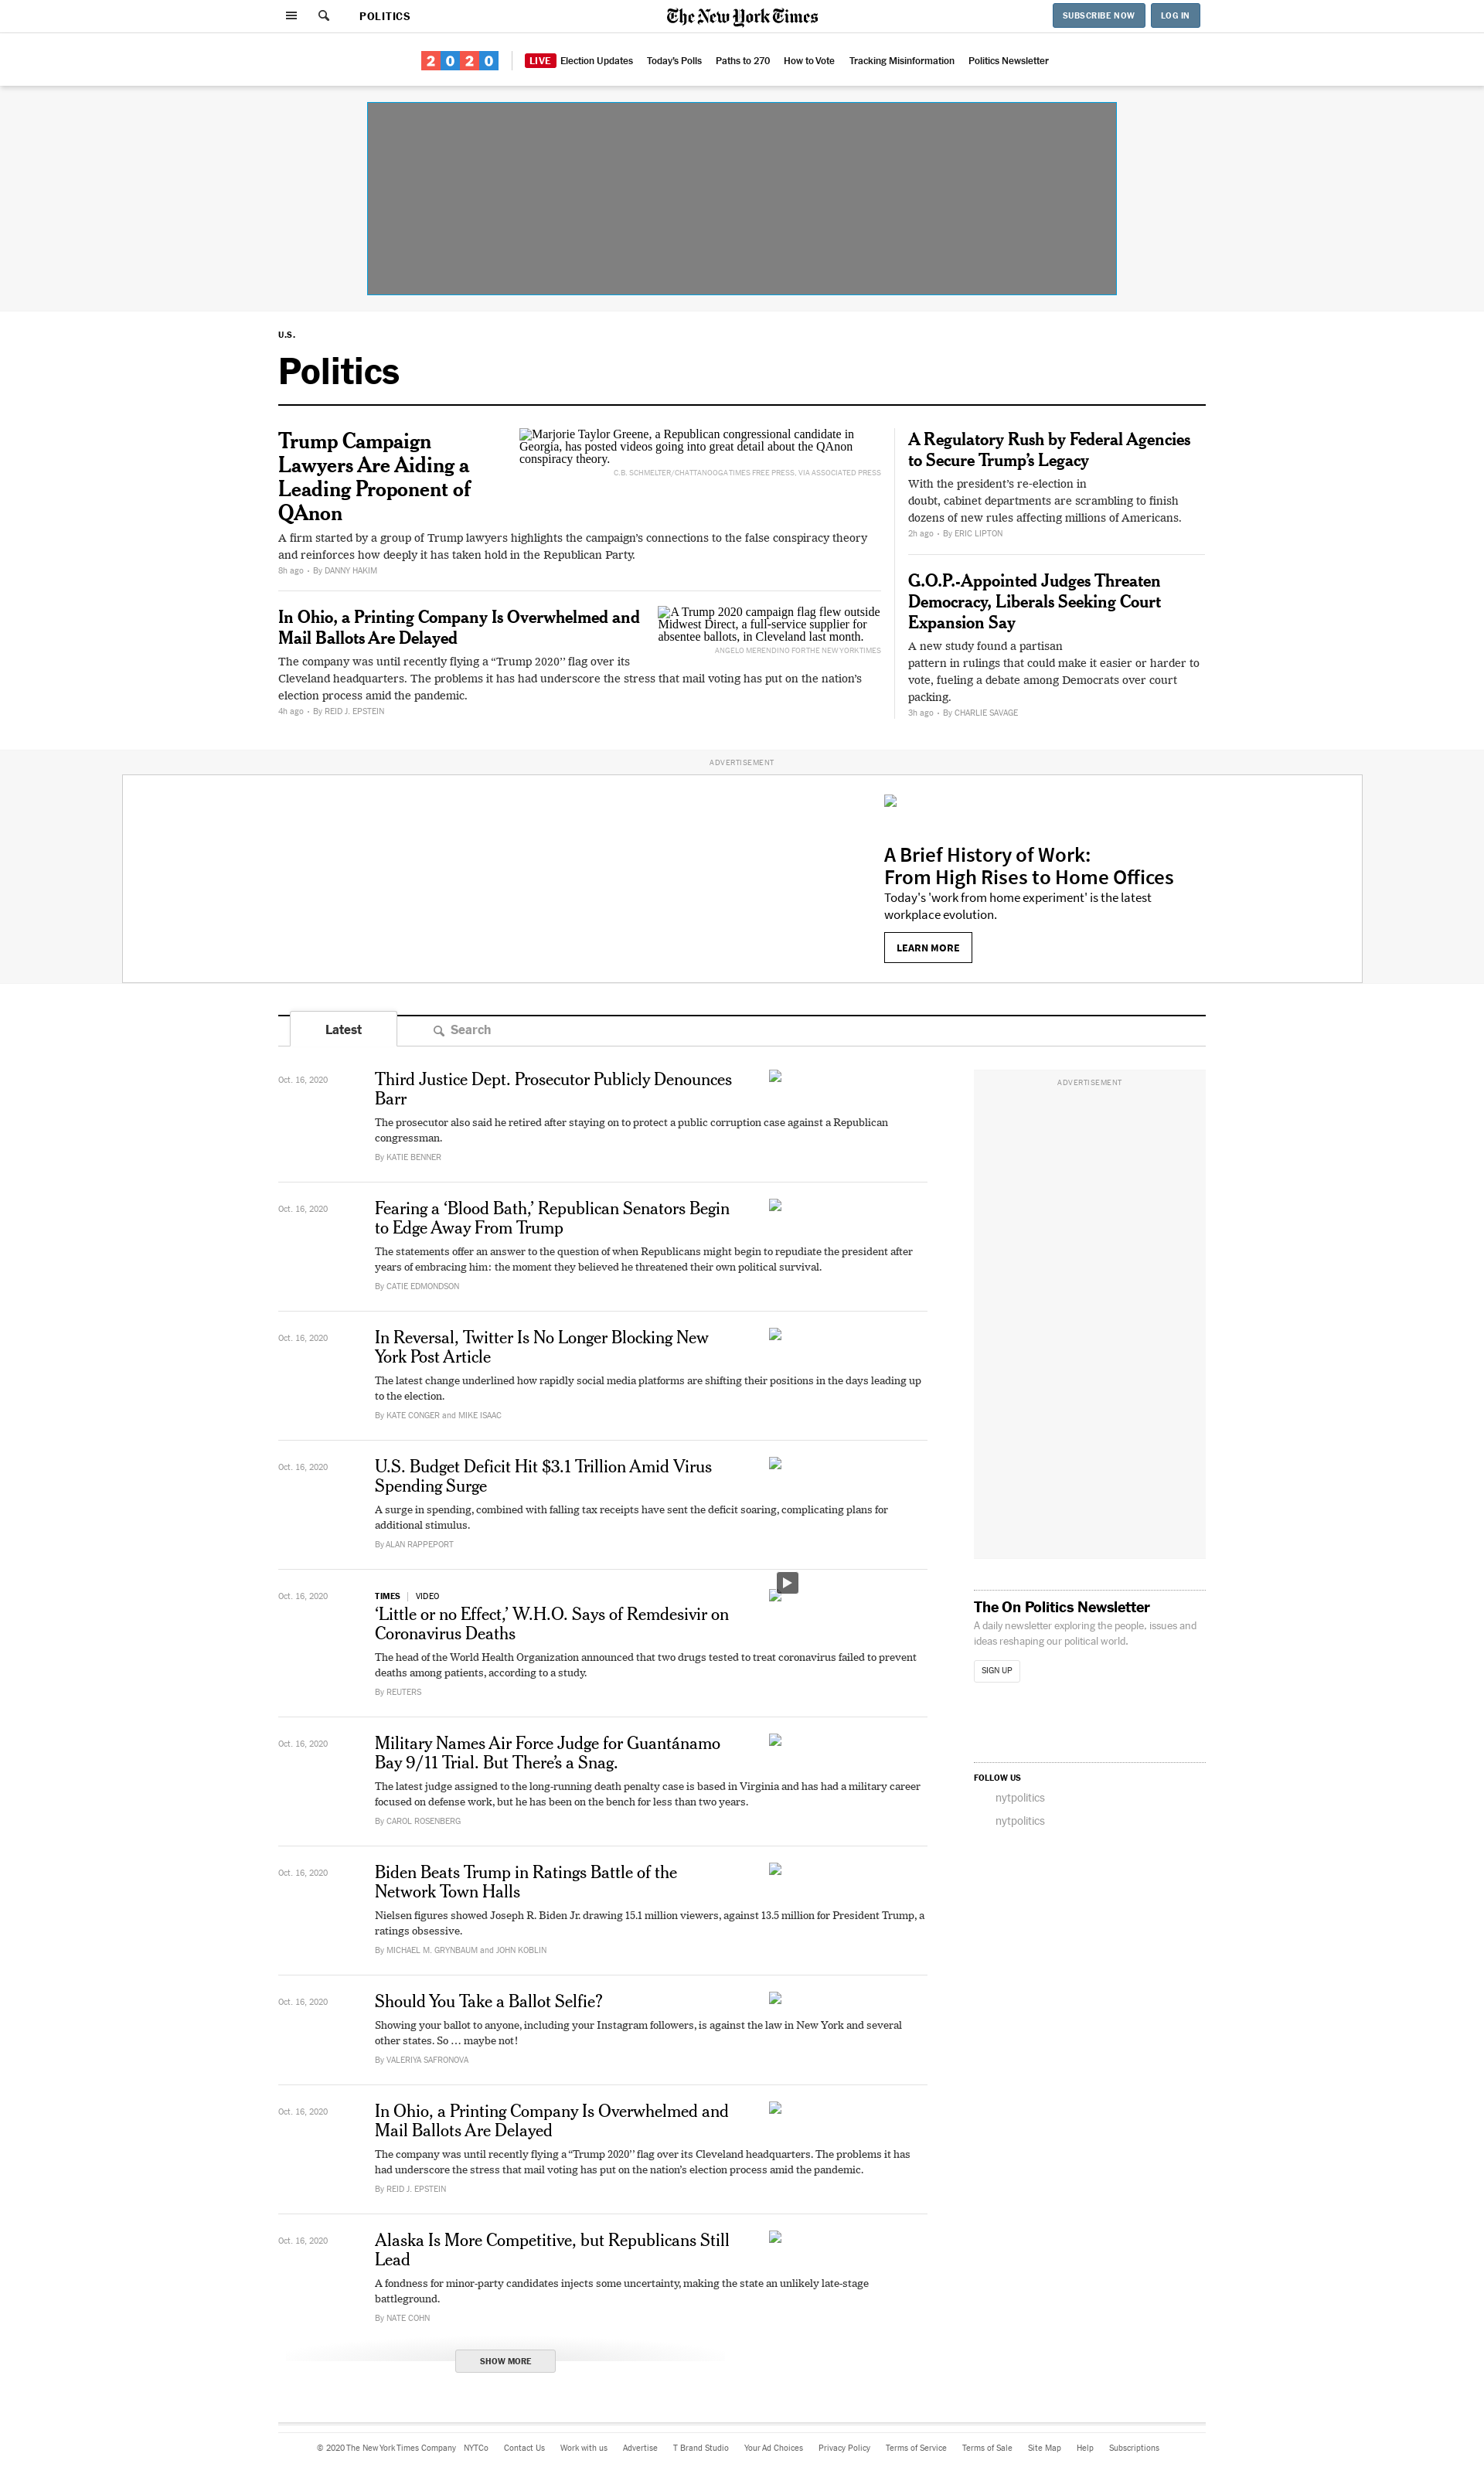 POLITICS
The New York Times
SUBSCRIBE NOW
LOG IN
2020
LIVE Election Updates
Today's Polls
Paths to 270
How to Vote
Tracking Misinformation
Politics Newsletter
U.S.
Politics
Trump Campaign
Lawyers Are Aiding a
Leading Proponent of
QAnon
Marjorie Taylor Greene, a Republican congressional candidate in
Georgia, has posted videos going into great detail about the QAnon
conspiracy theory.
C.B. SCHMELTER/CHATTANOOGA TIMES FREE PRESS, VIA ASSOCIATED PRESS
A firm started by a group of Trump lawyers highlights the campaign's connections to the false conspiracy theory
and reinforces how deeply it has taken hold in the Republican Party.
8h ago • By DANNY HAKIM
In Ohio, a Printing Company Is Overwhelmed and
Mail Ballots Are Delayed
A Trump 2020 campaign flag flew outside
Midwest Direct, a full-service supplier for
absentee ballots, in Cleveland last month.
ANGELO MERENDINO FOR THE NEW YORK TIMES
The company was until recently flying a “Trump 2020’’ flag over its
Cleveland headquarters. The problems it has had underscore the stress that mail voting has put on the nation’s
election process amid the pandemic.
4h ago • By REID J. EPSTEIN
A Regulatory Rush by Federal Agencies
to Secure Trump’s Legacy
With the president’s re-election in
doubt, cabinet departments are scrambling to finish
dozens of new rules affecting millions of Americans.
2h ago • By ERIC LIPTON
G.O.P.-Appointed Judges Threaten
Democracy, Liberals Seeking Court
Expansion Say
A new study found a partisan
pattern in rulings that could make it easier or harder to
vote, fueling a debate among Democrats over court
packing.
3h ago • By CHARLIE SAVAGE
ADVERTISEMENT
A Brief History of Work:
From High Rises to Home Offices
Today's 'work from home experiment' is the latest
workplace evolution.
LEARN MORE
Latest
Search
Oct. 16, 2020
Third Justice Dept. Prosecutor Publicly Denounces
Barr
The prosecutor also said he retired after staying on to protect a public corruption case against a Republican
congressman.
By KATIE BENNER
Oct. 16, 2020
Fearing a ‘Blood Bath,’ Republican Senators Begin
to Edge Away From Trump
The statements offer an answer to the question of when Republicans might begin to repudiate the president after
years of embracing him: the moment they believed he threatened their own political survival.
By CATIE EDMONDSON
Oct. 16, 2020
In Reversal, Twitter Is No Longer Blocking New
York Post Article
The latest change underlined how rapidly social media platforms are shifting their positions in the days leading up
to the election.
By KATE CONGER and MIKE ISAAC
Oct. 16, 2020
U.S. Budget Deficit Hit $3.1 Trillion Amid Virus
Spending Surge
A surge in spending, combined with falling tax receipts have sent the deficit soaring, complicating plans for
additional stimulus.
By ALAN RAPPEPORT
Oct. 16, 2020
TIMES | VIDEO
‘Little or no Effect,’ W.H.O. Says of Remdesivir on
Coronavirus Deaths
The head of the World Health Organization announced that two drugs tested to treat coronavirus failed to prevent
deaths among patients, according to a study.
By REUTERS
Oct. 16, 2020
Military Names Air Force Judge for Guantánamo
Bay 9/11 Trial. But There’s a Snag.
The latest judge assigned to the long-running death penalty case is based in Virginia and has had a military career
focused on defense work, but he has been on the bench for less than two years.
By CAROL ROSENBERG
Oct. 16, 2020
Biden Beats Trump in Ratings Battle of the
Network Town Halls
Nielsen figures showed Joseph R. Biden Jr. drawing 15.1 million viewers, against 13.5 million for President Trump, a
ratings obsessive.
By MICHAEL M. GRYNBAUM and JOHN KOBLIN
Oct. 16, 2020
Should You Take a Ballot Selfie?
Showing your ballot to anyone, including your Instagram followers, is against the law in New York and several
other states. So … maybe not!
By VALERIYA SAFRONOVA
Oct. 16, 2020
In Ohio, a Printing Company Is Overwhelmed and
Mail Ballots Are Delayed
The company was until recently flying a “Trump 2020’’ flag over its Cleveland headquarters. The problems it has
had underscore the stress that mail voting has put on the nation’s election process amid the pandemic.
By REID J. EPSTEIN
Oct. 16, 2020
Alaska Is More Competitive, but Republicans Still
Lead
A fondness for minor-party candidates injects some uncertainty, making the state an unlikely late-stage
battleground.
By NATE COHN
SHOW MORE
ADVERTISEMENT
The On Politics Newsletter
A daily newsletter exploring the people, issues and
ideas reshaping our political world.
SIGN UP
FOLLOW US
nytpolitics
nytpolitics
© 2020 The New York Times Company
NYTCo
Contact Us
Work with us
Advertise
T Brand Studio
Your Ad Choices
Privacy Policy
Terms of Service
Terms of Sale
Site Map
Help
Subscriptions